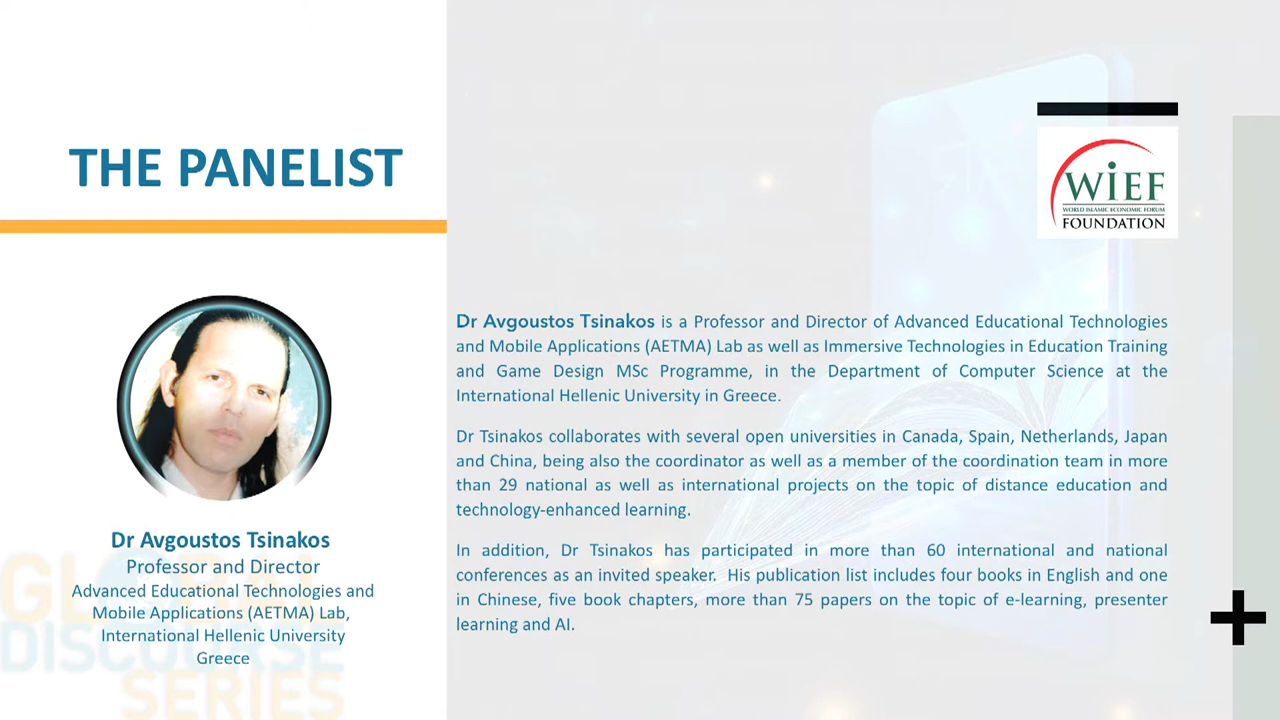 THE PANELIST
WiEF
WORLD ISLAMIC ECONOMIC FORUM
FOUNDATION
Dr Avgoustos Tsinakos is a Professor and Director of Advanced Educational Technologies
and Mobile Applications (AETMA) Lab as well as Immersive Technologies in Education Training
and Game Design MSc Programme, in the Department of Computer Science at the
International Hellenic University in Greece.
Dr Tsinakos collaborates with several open universities in Canada, Spain, Netherlands, Japan
and China, being also the coordinator as well as a member of the coordination team in more
than 29 national as well as international projects on the topic of distance education and
technology-enhanced learning.
In addition, Dr Tsinakos has participated in more than 60 international and national
conferences as an invited speaker. His publication list includes four books in English and one
in Chinese, five book chapters, more than 75 papers on the topic of e-learning, presenter
learning and AI.
Dr Avgoustos Tsinakos
Professor and Director
Advanced Educational Technologies and
Mobile Applications (AETMA) Lab,
International Hellenic University
Greece
GLOBAL
DISCOURSE
SERIES